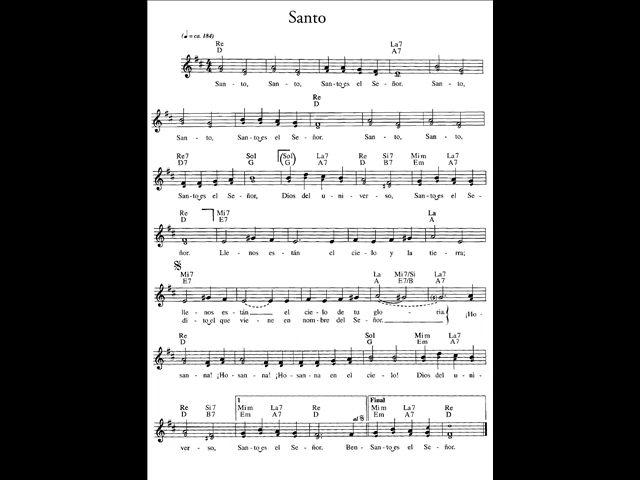 Santo
(♩ = ca. 184)
Re La7
D A7
San - to, San - to, San - to es el Se - ñor. San - to,
Re
D
San - to, San - to es el Se - ñor. San - to, San - to,
Re7 Sol (Sol) La7 Re Si7 Mim La7
D7 G G A7 D B7 Em A7
San - to es el Se - ñor, Dios del u - ni - ver - so, San - to es el Se -
Re Mi7 La
D E7 A
ñor. Lle - nos es - tán el cie - lo y la tie - rra;
Mi7 La Mi7/Si La7
E7 A E7/B A7
lle - nos es - tán el cie - lo de tu glo - ria. ¡Ho -
di - to el que vie - ne en nom - bre del Se - ñor.
Re Sol Mim La7
D G Em A7
sana! ¡Ho - san - na! ¡Ho - san - na en el cie - lo! Dios del u - ni -
1 Final
Re Si7 Mim La7 Re Mim La7 Re
D B7 Em A7 D al 𝄋 Em A7 D
ver - so, San - to es el Se - ñor. Ben - San - to es el Se - ñor.